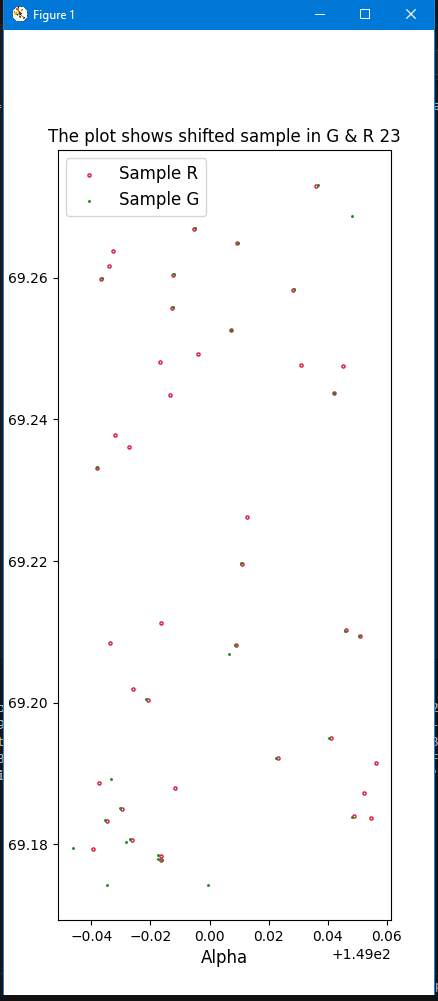 Figure 1
The plot shows shifted sample in G & R 23
Sample R
Sample G
69.26
69.24
69.22
69.20
69.18
−0.04 −0.02 0.00 0.02 0.04 0.06
Alpha +1.49e2